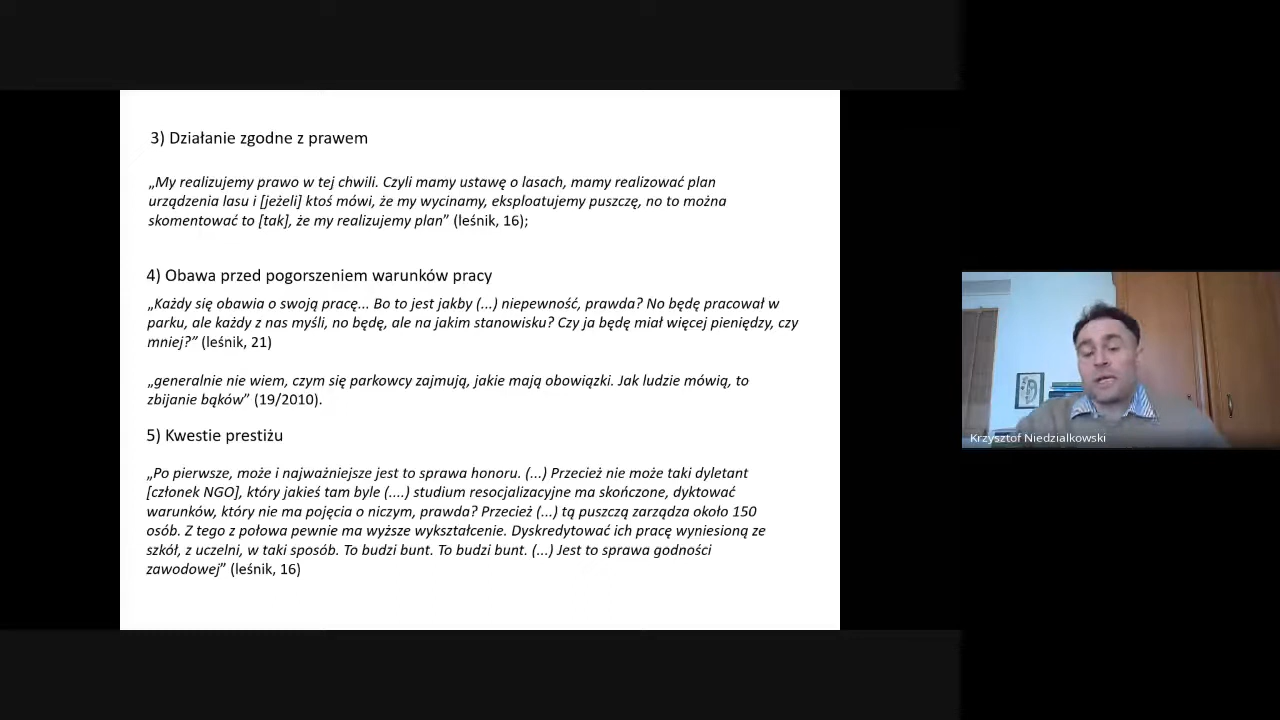 3) Działanie zgodne z prawem
„My realizujemy prawo w tej chwili. Czyli mamy ustawę o lasach, mamy realizować plan
urządzenia lasu i [jeżeli] ktoś mówi, że my wycinamy, eksploatujemy puszczę, no to można
skomentować to [tak], że my realizujemy plan” (leśnik, 16);
4) Obawa przed pogorszeniem warunków pracy
„Każdy się obawia o swoją pracę... Bo to jest jakby (...) niepewność, prawda? No będę pracował w
parku, ale każdy z nas myśli, no będę, ale na jakim stanowisku? Czy ja będę miał więcej pieniędzy, czy
mniej?” (leśnik, 21)
„generalnie nie wiem, czym się parkowcy zajmują, jakie mają obowiązki. Jak ludzie mówią, to
zbijanie bąków” (19/2010).
5) Kwestie prestiżu
„Po pierwsze, może i najważniejsze jest to sprawa honoru. (...) Przecież nie może taki dyletant
[członek NGO], który jakieś tam byle (....) studium resocjalizacyjne ma skończone, dyktować
warunków, który nie ma pojęcia o niczym, prawda? Przecież (...) tą puszczą zarządza około 150
osób. Z tego z połowa pewnie ma wyższe wykształcenie. Dyskredytować ich pracę wyniesioną ze
szkół, z uczelni, w taki sposób. To budzi bunt. To budzi bunt. (...) Jest to sprawa godności
zawodowej” (leśnik, 16)
Krzysztof Niedzialkowski